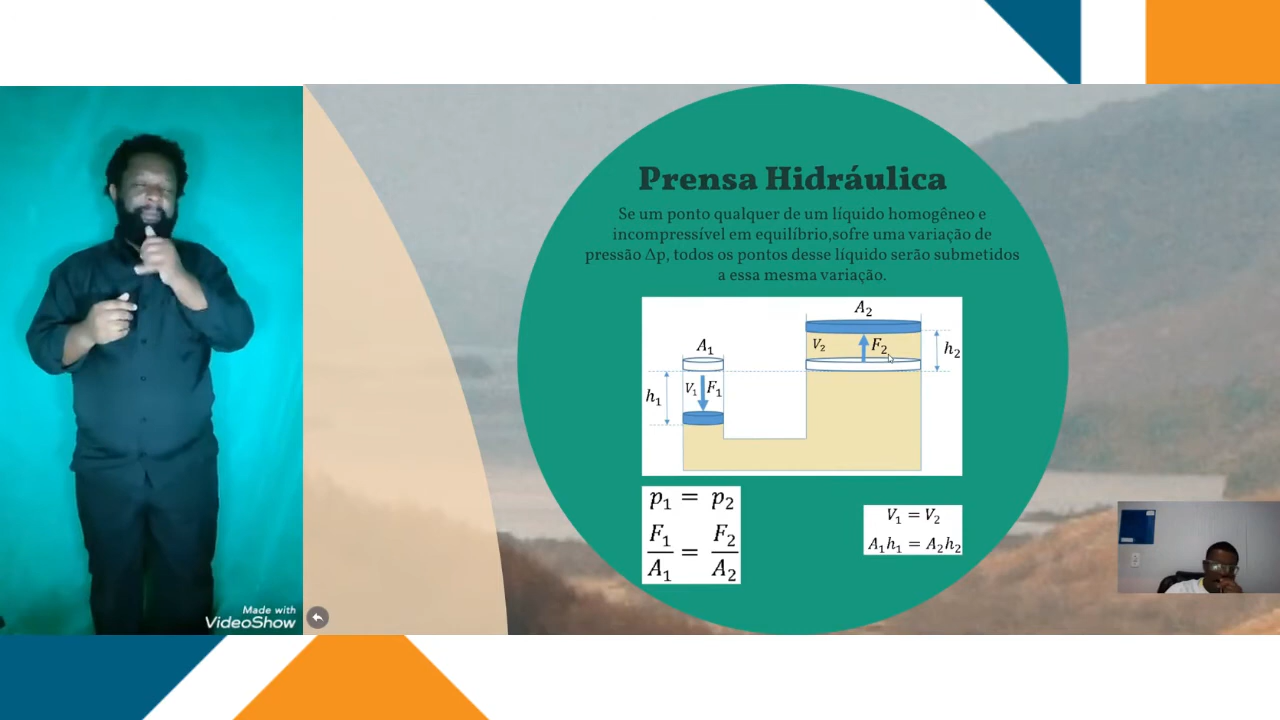 Prensa Hidráulica
Se um ponto qualquer de um líquido homogêneo e
incompressível em equilíbrio,sofre uma variação de
pressão Δp, todos os pontos desse líquido serão submetidos
a essa mesma variação.
A₂
V₂ F₂
h₂
A₁
V₁ F₁
h₁
p₁ = p₂
F₁/A₁ = F₂/A₂
V₁ = V₂
A₁h₁ = A₂h₂
Made with
VideoShow